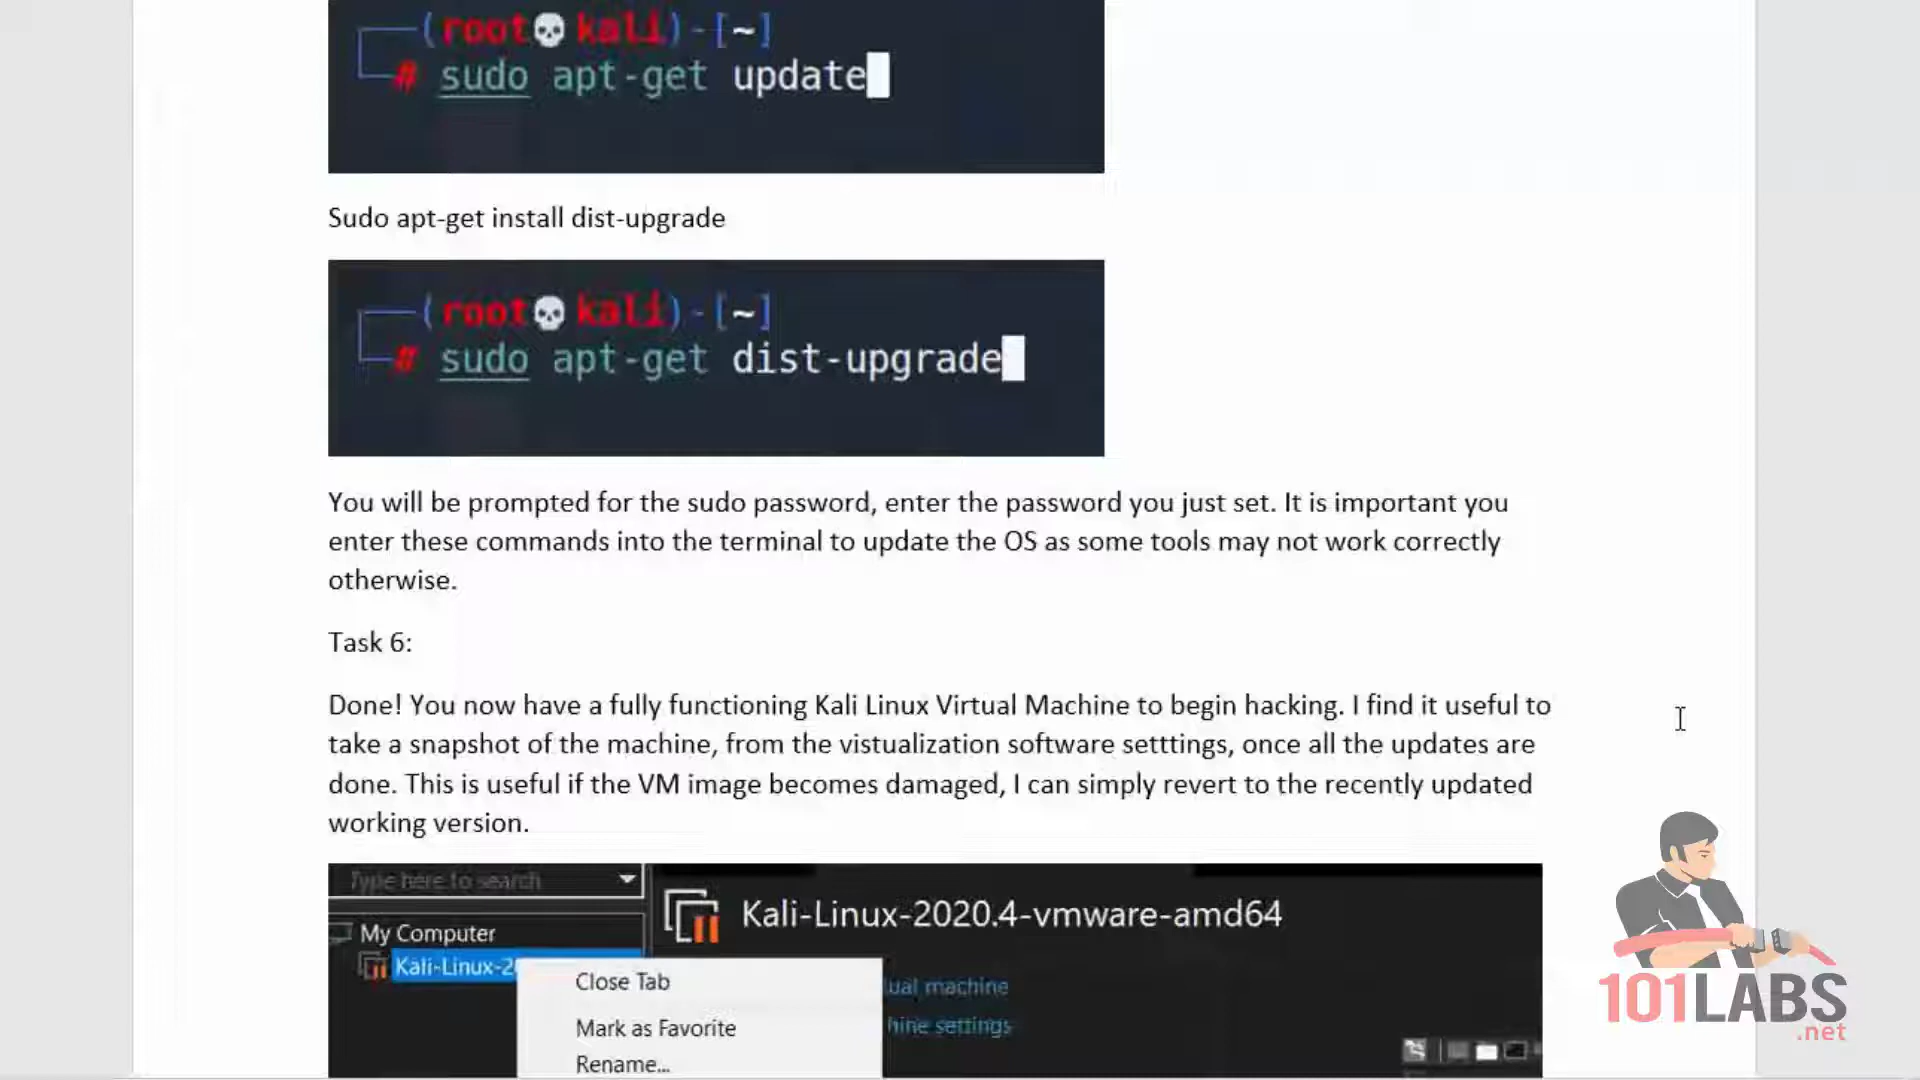 (root💀kali)-[~]
# sudo apt-get update
Sudo apt-get install dist-upgrade
(root💀kali)-[~]
# sudo apt-get dist-upgrade
You will be prompted for the sudo password, enter the password you just set. It is important you
enter these commands into the terminal to update the OS as some tools may not work correctly
otherwise.
Task 6:
Done! You now have a fully functioning Kali Linux Virtual Machine to begin hacking. I find it useful to
take a snapshot of the machine, from the vistualization software setttings, once all the updates are
done. This is useful if the VM image becomes damaged, I can simply revert to the recently updated
working version.
Type here to search
My Computer
Kali-Linux-2
Kali-Linux-2020.4-vmware-amd64
Close Tab
Mark as Favorite
Rename...
ual machine
hine settings
101LABS
.net